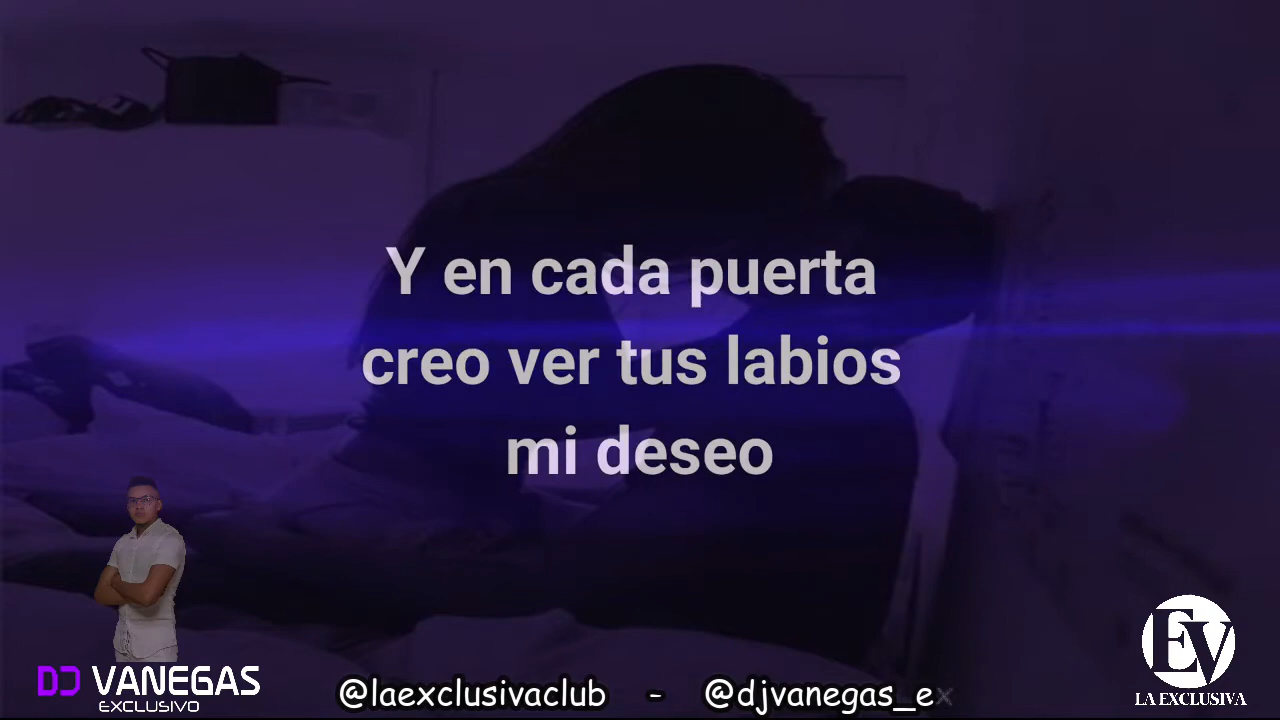 Y en cada puerta
creo ver tus labios
mi deseo
DJ VANEGAS
EXCLUSIVO
@laexclusivaclub - @djvanegas_ex
Ev
LA EXCLUSIVA